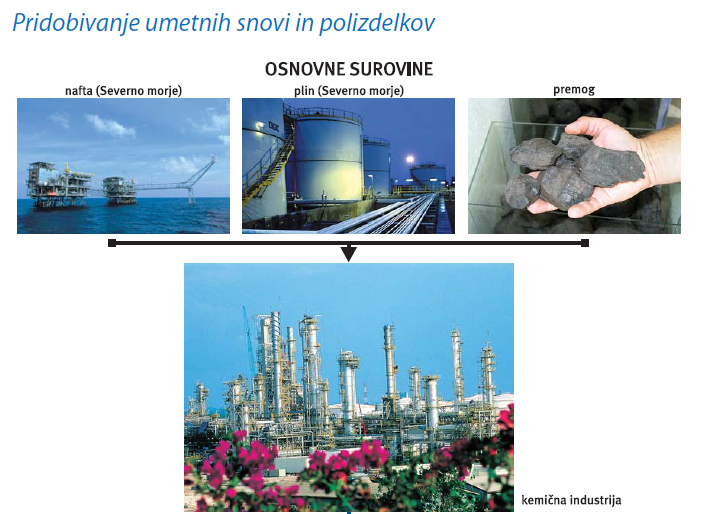 Pridobivanje umetnih snovi in polizdelkov
OSNOVNE SUROVINE
nafta (Severno morje)
plin (Severno morje)
premog
kemična industrija